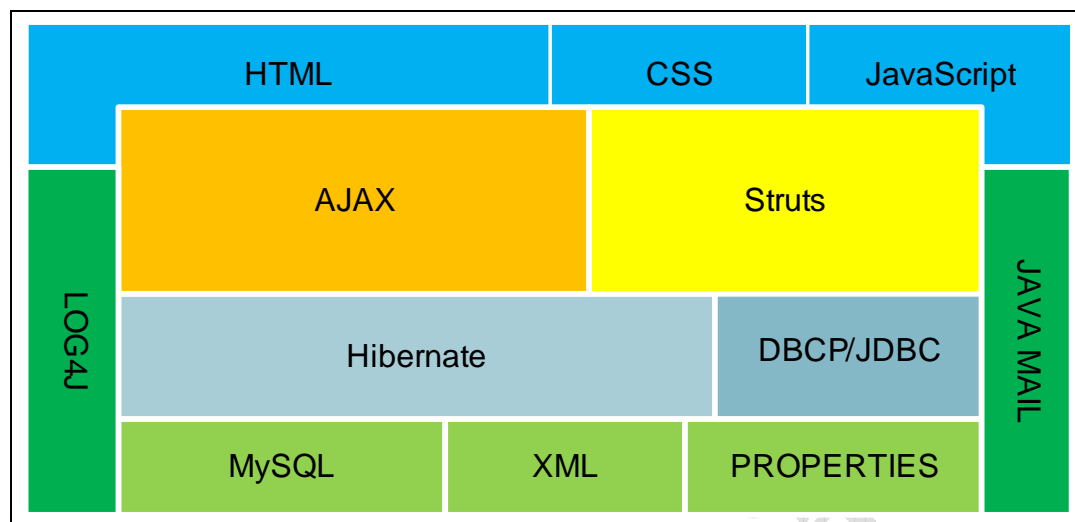 HTML
CSS
JavaScript
AJAX
Struts
LOG4J
JAVA MAIL
Hibernate
DBCP/JDBC
MySQL
XML
PROPERTIES